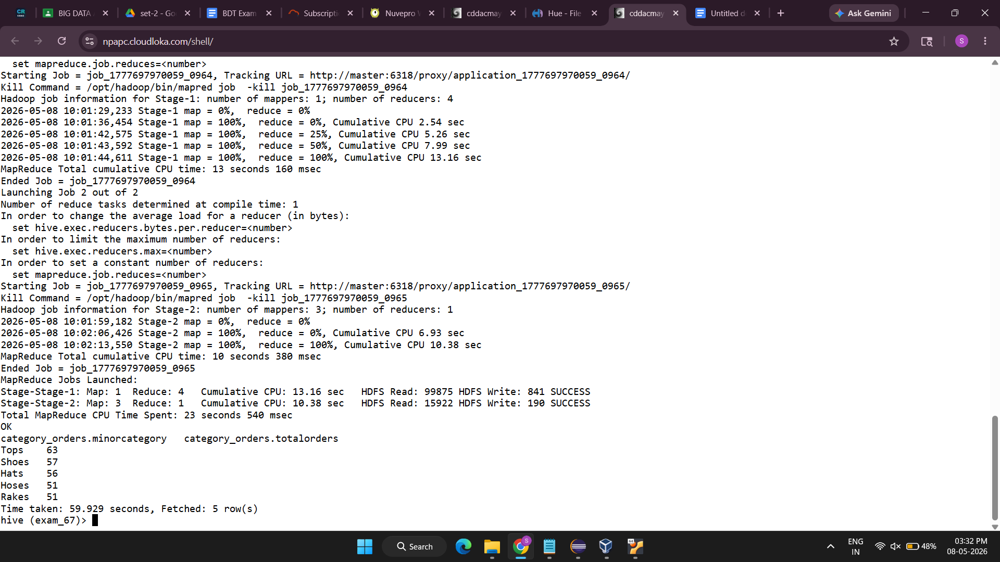 CR
CDAC
BIG DATA
set-2 - Go
BDT Exam
Subscripti
Nuvepro
cddacmay
Hue - File
cddacmay
Untitled d
Ask Gemini
npapc.cloudloka.com/shell/
S
  set mapreduce.job.reduces=<number>
Starting Job = job_1777697970059_0964, Tracking URL = http://master:6318/proxy/application_1777697970059_0964/
Kill Command = /opt/hadoop/bin/mapred job  -kill job_1777697970059_0964
Hadoop job information for Stage-1: number of mappers: 1; number of reducers: 4
2026-05-08 10:01:29,233 Stage-1 map = 0%,  reduce = 0%
2026-05-08 10:01:36,454 Stage-1 map = 100%,  reduce = 0%, Cumulative CPU 2.54 sec
2026-05-08 10:01:42,575 Stage-1 map = 100%,  reduce = 25%, Cumulative CPU 5.26 sec
2026-05-08 10:01:43,592 Stage-1 map = 100%,  reduce = 50%, Cumulative CPU 7.99 sec
2026-05-08 10:01:44,611 Stage-1 map = 100%,  reduce = 100%, Cumulative CPU 13.16 sec
MapReduce Total cumulative CPU time: 13 seconds 160 msec
Ended Job = job_1777697970059_0964
Launching Job 2 out of 2
Number of reduce tasks determined at compile time: 1
In order to change the average load for a reducer (in bytes):
  set hive.exec.reducers.bytes.per.reducer=<number>
In order to limit the maximum number of reducers:
  set hive.exec.reducers.max=<number>
In order to set a constant number of reducers:
  set mapreduce.job.reduces=<number>
Starting Job = job_1777697970059_0965, Tracking URL = http://master:6318/proxy/application_1777697970059_0965/
Kill Command = /opt/hadoop/bin/mapred job  -kill job_1777697970059_0965
Hadoop job information for Stage-2: number of mappers: 3; number of reducers: 1
2026-05-08 10:01:59,182 Stage-2 map = 0%,  reduce = 0%
2026-05-08 10:02:06,426 Stage-2 map = 100%,  reduce = 0%, Cumulative CPU 6.93 sec
2026-05-08 10:02:13,550 Stage-2 map = 100%,  reduce = 100%, Cumulative CPU 10.38 sec
MapReduce Total cumulative CPU time: 10 seconds 380 msec
Ended Job = job_1777697970059_0965
MapReduce Jobs Launched:
Stage-Stage-1: Map: 1  Reduce: 4   Cumulative CPU: 13.16 sec   HDFS Read: 99875 HDFS Write: 841 SUCCESS
Stage-Stage-2: Map: 3  Reduce: 1   Cumulative CPU: 10.38 sec   HDFS Read: 15922 HDFS Write: 190 SUCCESS
Total MapReduce CPU Time Spent: 23 seconds 540 msec
OK
category_orders.minorcategory   category_orders.totalorders
Tops    63
Shoes   57
Hats    56
Hoses   51
Rakes   51
Time taken: 59.929 seconds, Fetched: 5 row(s)
hive (exam_67)>
Search
S
64
ENG
IN
48%
03:32 PM
08-05-2026